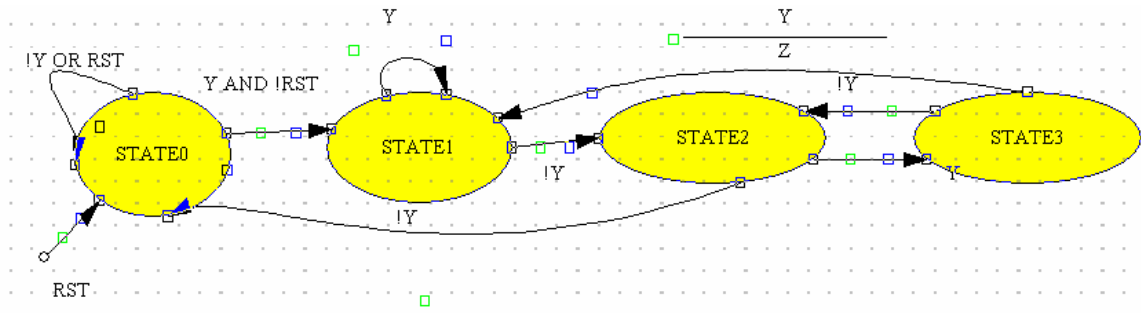 Y
Y
Z
!Y OR RST
Y AND !RST
!Y
STATE0
STATE1
STATE2
STATE3
!Y
Y
!Y
RST